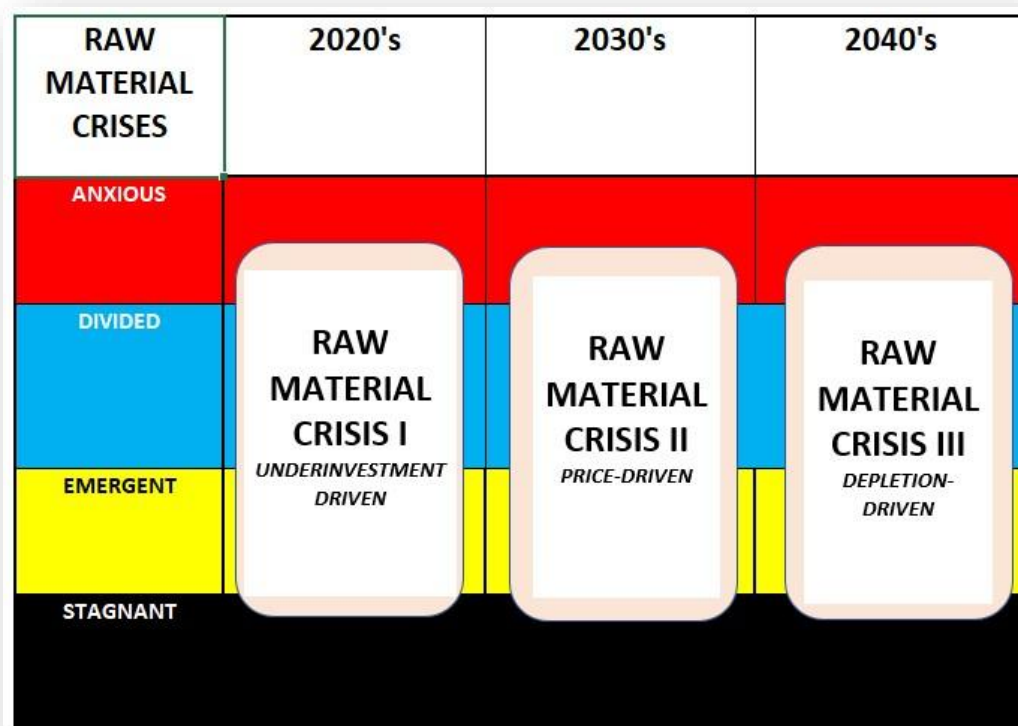 RAW
MATERIAL
CRISES
2020's
2030's
2040's
ANXIOUS
DIVIDED
EMERGENT
STAGNANT
RAW
MATERIAL
CRISIS I
UNDERINVESTMENT
DRIVEN
RAW
MATERIAL
CRISIS II
PRICE-DRIVEN
RAW
MATERIAL
CRISIS III
DEPLETION-
DRIVEN